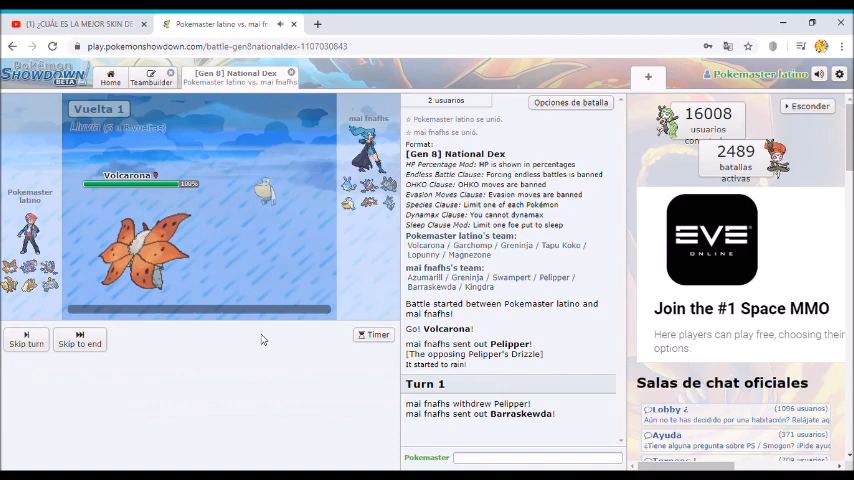 (1) ¿CUÁL ES LA MEJOR SKIN DE
Pokemaster latino vs. mai fn
play.pokemonshowdown.com/battle-gen8nationaldex-1107030843
POKÉMON
SHOWDOWN
BETA
Home
Teambuilder
[Gen 8] National Dex
Pokemaster latino vs. mai fnafhs
Pokemaster latino
Vuelta 1
Lluvia
Volcarona
100%
mai fnafhs
Pokemaster
latino
Skip turn
Skip to end
Timer
2 usuarios
Opciones de batalla
☆ Pokemaster latino se unió.
☆ mai fnafhs se unió.
Format:
[Gen 8] National Dex
HP Percentage Mod: HP is shown in percentages
Endless Battle Clause: Forcing endless battles is banned
OHKO Clause: OHKO moves are banned
Evasion Moves Clause: Evasion moves are banned
Species Clause: Limit one of each Pokémon
Dynamax Clause: You cannot dynamax
Sleep Clause Mod: Limit one foe put to sleep
Pokemaster latino's team:
Volcarona / Garchomp / Greninja / Tapu Koko /
Lopunny / Magnezone
mai fnafhs's team:
Azumarill / Greninja / Swampert / Pelipper /
Barraskewda / Kingdra
Battle started between Pokemaster latino and
mai fnafhs!
Go! Volcarona!
mai fnafhs sent out Pelipper!
[The opposing Pelipper's Drizzle]
It started to rain!
Turn 1
mai fnafhs withdrew Pelipper!
mai fnafhs sent out Barraskewda!
Pokemaster
16008
usuarios
2489
batallas
activas
Esconder
EVE
ONLINE
Join the #1 Space MMO
Here players can play free, choosing their
options.
Salas de chat oficiales
Lobby ¿
(1096 usuarios)
Aún no te has decidido por una habitación? Relájate aq
Ayuda
(371 usuarios)
¿Tiene alguna pregunta sobre PS / Smogon? ¡Pide ayud